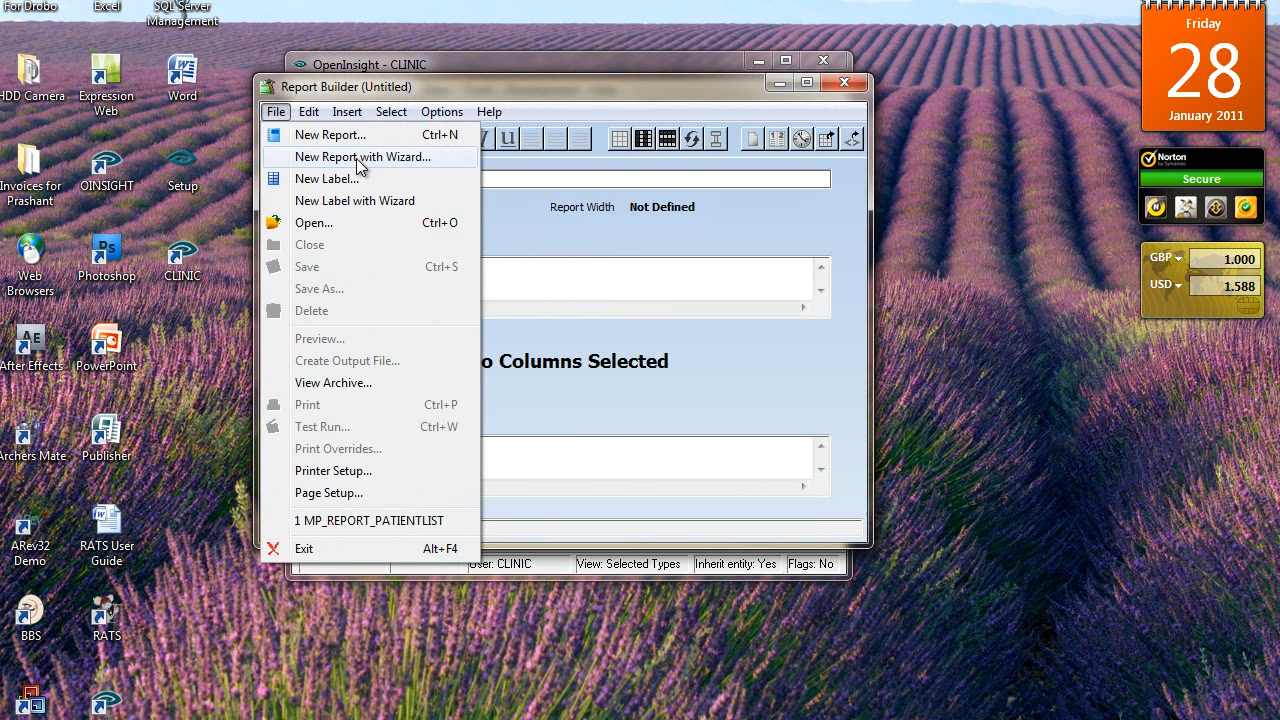 For Drobo
Excel
SQL Server
Management
HDD Camera
Expression
Web
Word
Invoices for
Prashant
OINSIGHT
Setup
Web
Browsers
Photoshop
CLINIC
After Effects
PowerPoint
Archers Mate
Publisher
ARev32
Demo
RATS User
Guide
BBS
RATS
OpenInsight - CLINIC
Report Builder (Untitled)
File Edit Insert Select Options Help
New Report... Ctrl+N
New Report with Wizard...
New Label...
New Label with Wizard
Open... Ctrl+O
Close
Save Ctrl+S
Save As...
Delete
Preview...
Create Output File...
View Archive...
Print Ctrl+P
Test Run... Ctrl+W
Print Overrides...
Printer Setup...
Page Setup...
1 MP_REPORT_PATIENTLIST
Exit Alt+F4
Report Width Not Defined
o Columns Selected
User: CLINIC View: Selected Types Inherit entity: Yes Flags: No
Friday
28
January 2011
Norton
by Symantec
Secure
GBP 1.000
USD 1.588